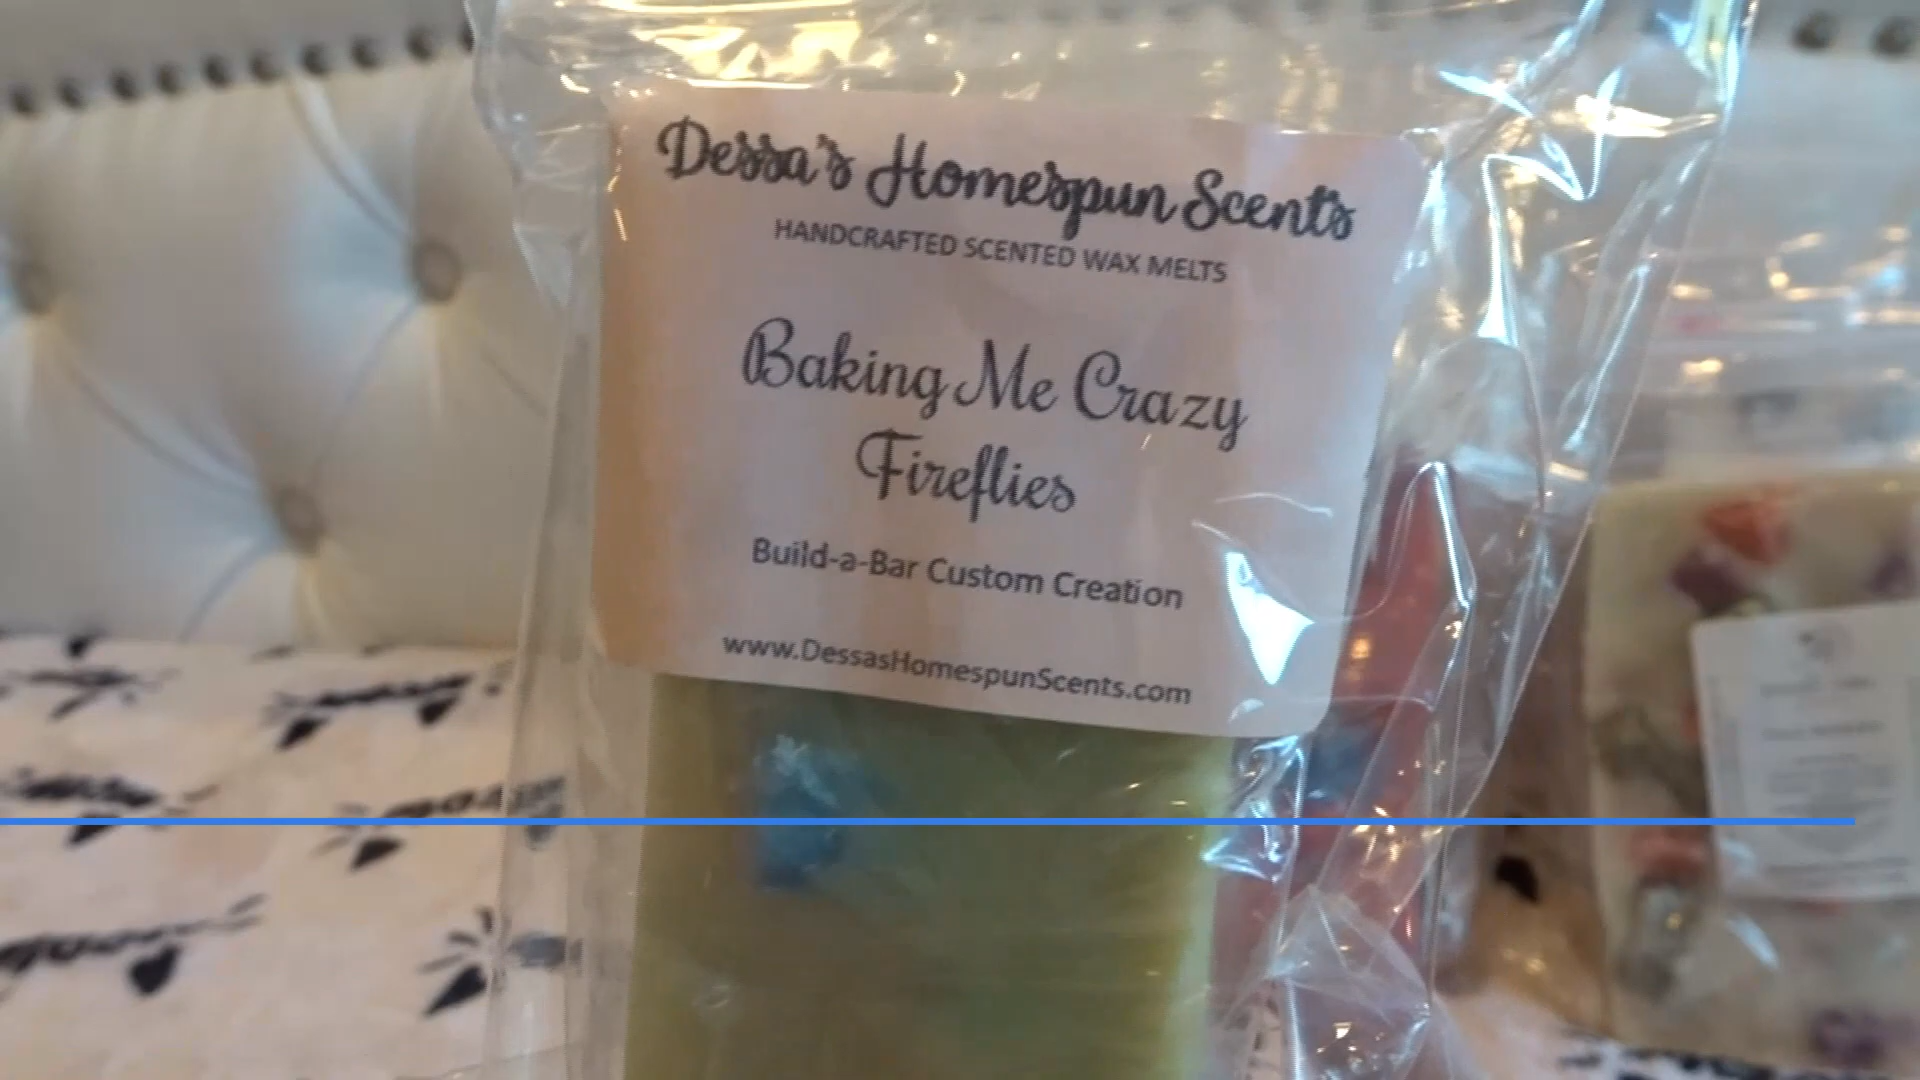 Dessa's Homespun Scents
HANDCRAFTED SCENTED WAX MELTS
Baking Me Crazy
Fireflies
Build-a-Bar Custom Creation
www.DessasHomespunScents.com